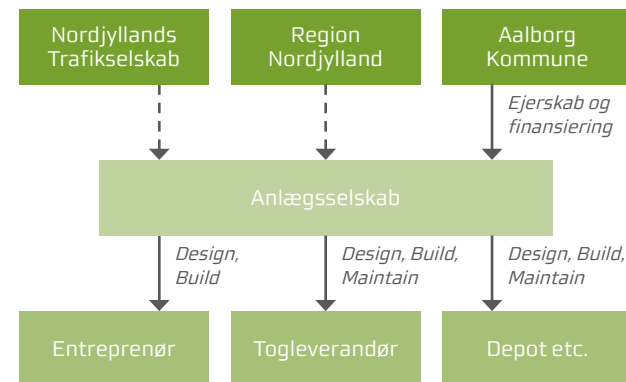 Nordjyllands
Trafikselskab
Region
Nordjylland
Aalborg
Kommune
Ejerskab og
finansiering
Anlægsselskab
Design,
Build
Design, Build,
Maintain
Design, Build,
Maintain
Entreprenør
Togleverandør
Depot etc.